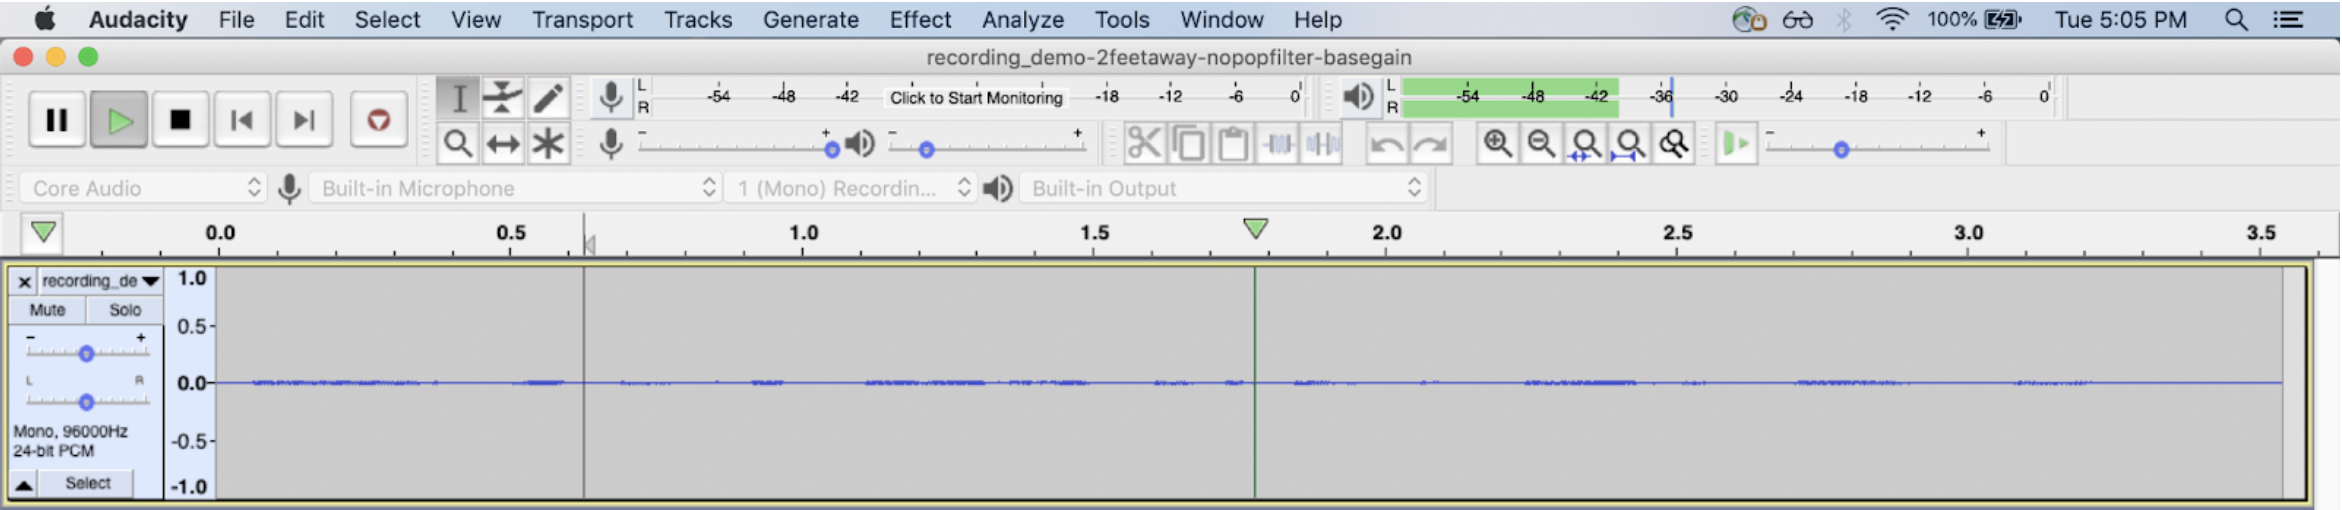 Audacity File Edit Select View Transport Tracks Generate Effect Analyze Tools Window Help 100% Tue 5:05 PM
recording_demo-2feetaway-nopopfilter-basegain
L R -54 -48 -42 Click to Start Monitoring -18 -12 -6 0 L R -54 -48 -42 -36 -30 -24 -18 -12 -6 0
- + - + - +
Core Audio Built-in Microphone 1 (Mono) Recordin... Built-in Output
0.0 0.5 1.0 1.5 2.0 2.5 3.0 3.5
× recording_de 1.0
Mute Solo
0.5
- +
L R
0.0
Mono, 96000Hz
-0.5
24-bit PCM
Select
-1.0